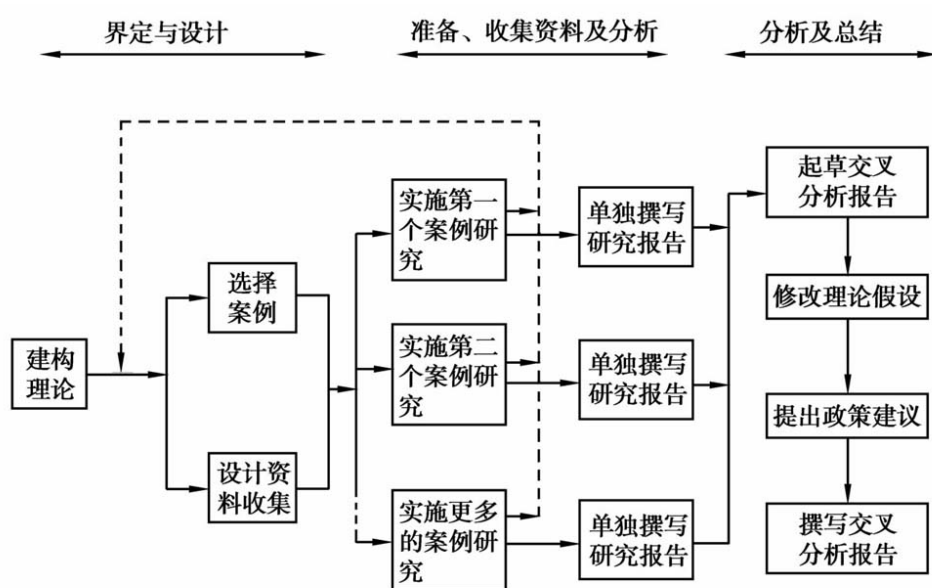 界定与设计
准备、收集资料及分析
分析及总结
建构
理论
选择
案例
设计资
料收集
实施第一
个案例研
究
实施第二
个案例研
究
实施更多
的案例研
究
单独撰写
研究报告
单独撰写
研究报告
单独撰写
研究报告
起草交叉
分析报告
修改理论假设
提出政策建议
撰写交叉
分析报告